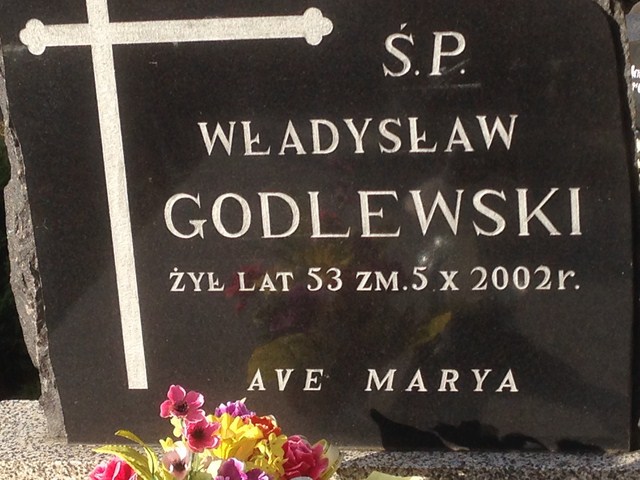 Ś.P.
WŁADYSŁAW
GODLEWSKI
ŻYŁ LAT 53 ZM.5 X 2002r.
AVE MARYA